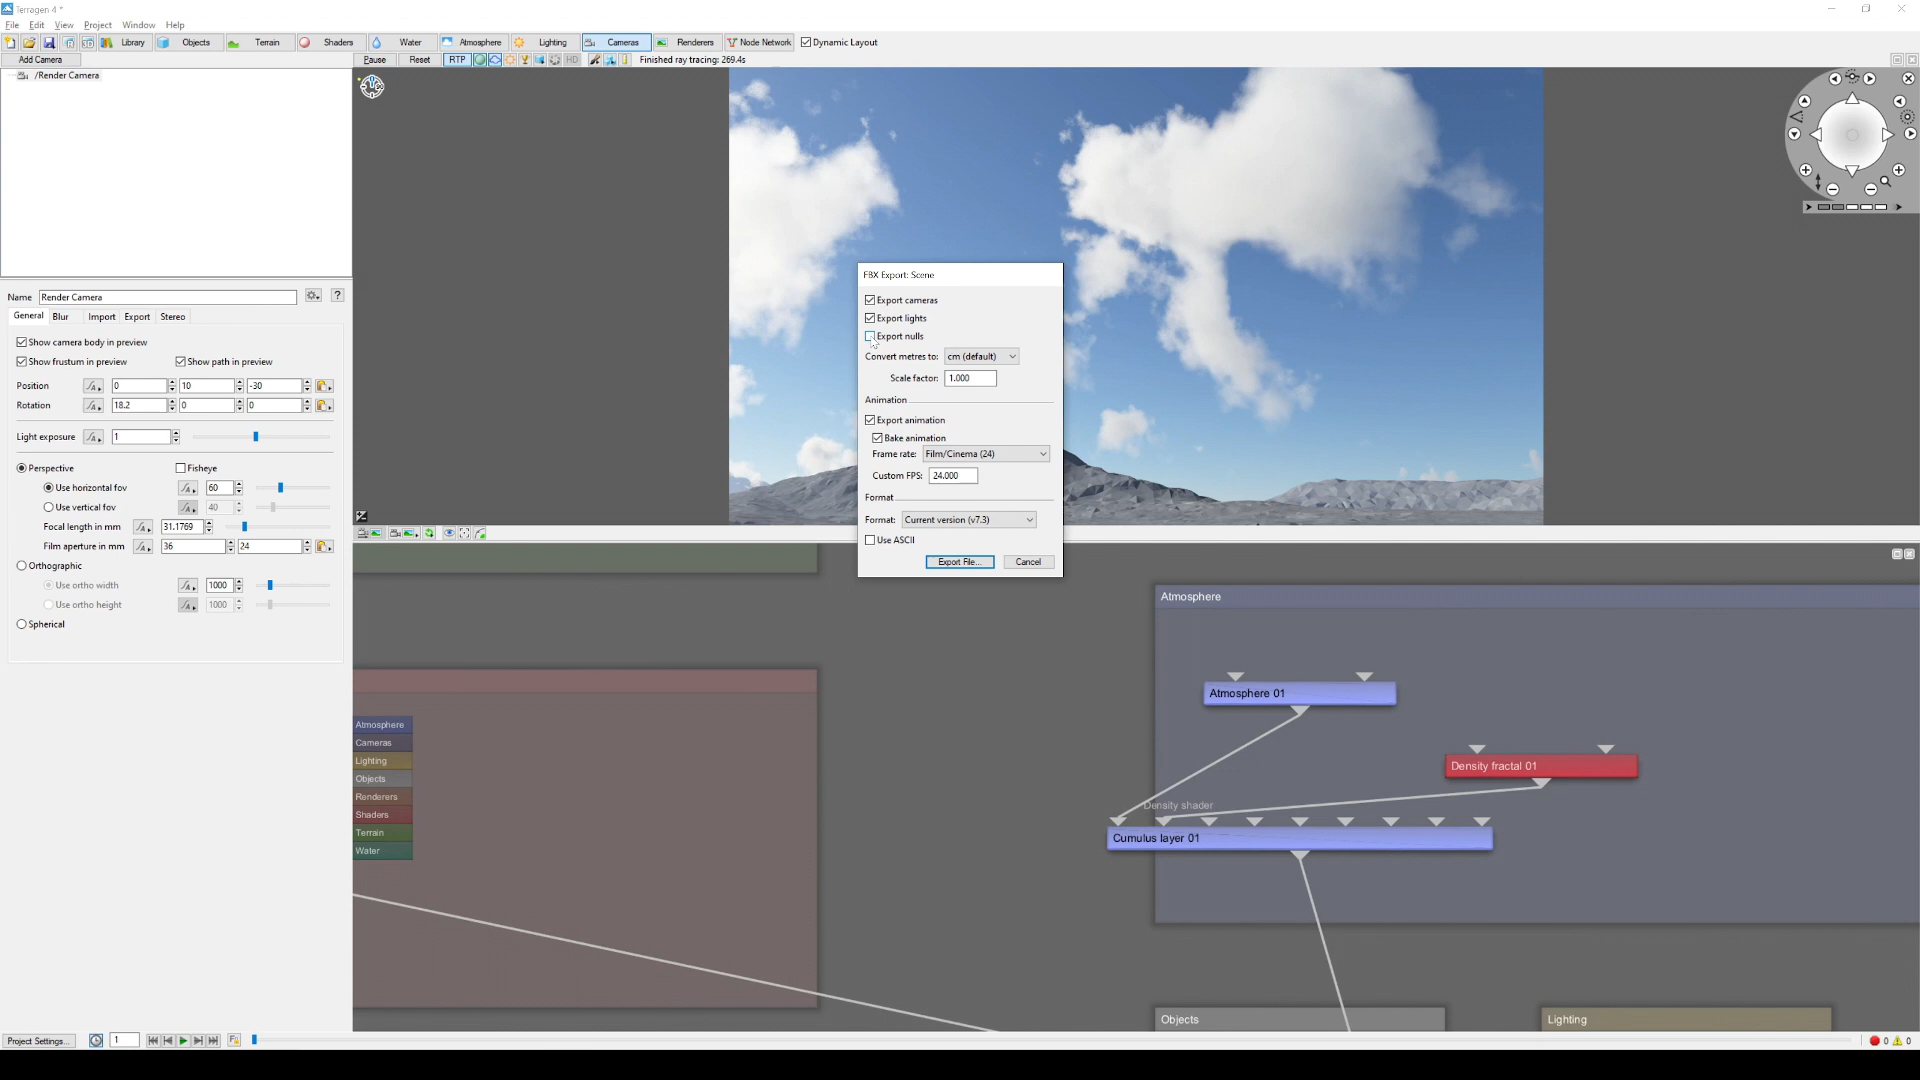 Terragen 4 *
File Edit View Project Window Help
Library Objects Terrain Shaders Water Atmosphere Lighting Cameras Renderers Node Network Dynamic Layout
Add Camera Pause Reset RTP HD Finished ray tracing: 269.4s
/Render Camera
Name Render Camera ?
General Blur Import Export Stereo
Show camera body in preview
Show frustum in preview Show path in preview
Position 0 10 -30
Rotation 18.2 0 0
Light exposure 1
Perspective Fisheye
Use horizontal fov 60
Use vertical fov 40
Focal length in mm 31.1769
Film aperture in mm 36 24
Orthographic
Use ortho width 1000
Use ortho height 1000
Spherical
FBX Export: Scene
Export cameras
Export lights
Export nulls
Convert metres to: cm (default)
Scale factor: 1.000
Animation
Export animation
Bake animation
Frame rate: Film/Cinema (24)
Custom FPS: 24.000
Format
Format: Current version (v7.3)
Use ASCII
Export File... Cancel
Atmosphere
Cameras
Lighting
Objects
Renderers
Shaders
Terrain
Water
Atmosphere
Atmosphere 01
Density fractal 01
Density shader
Cumulus layer 01
Objects Lighting
Project Settings... 1 0 0